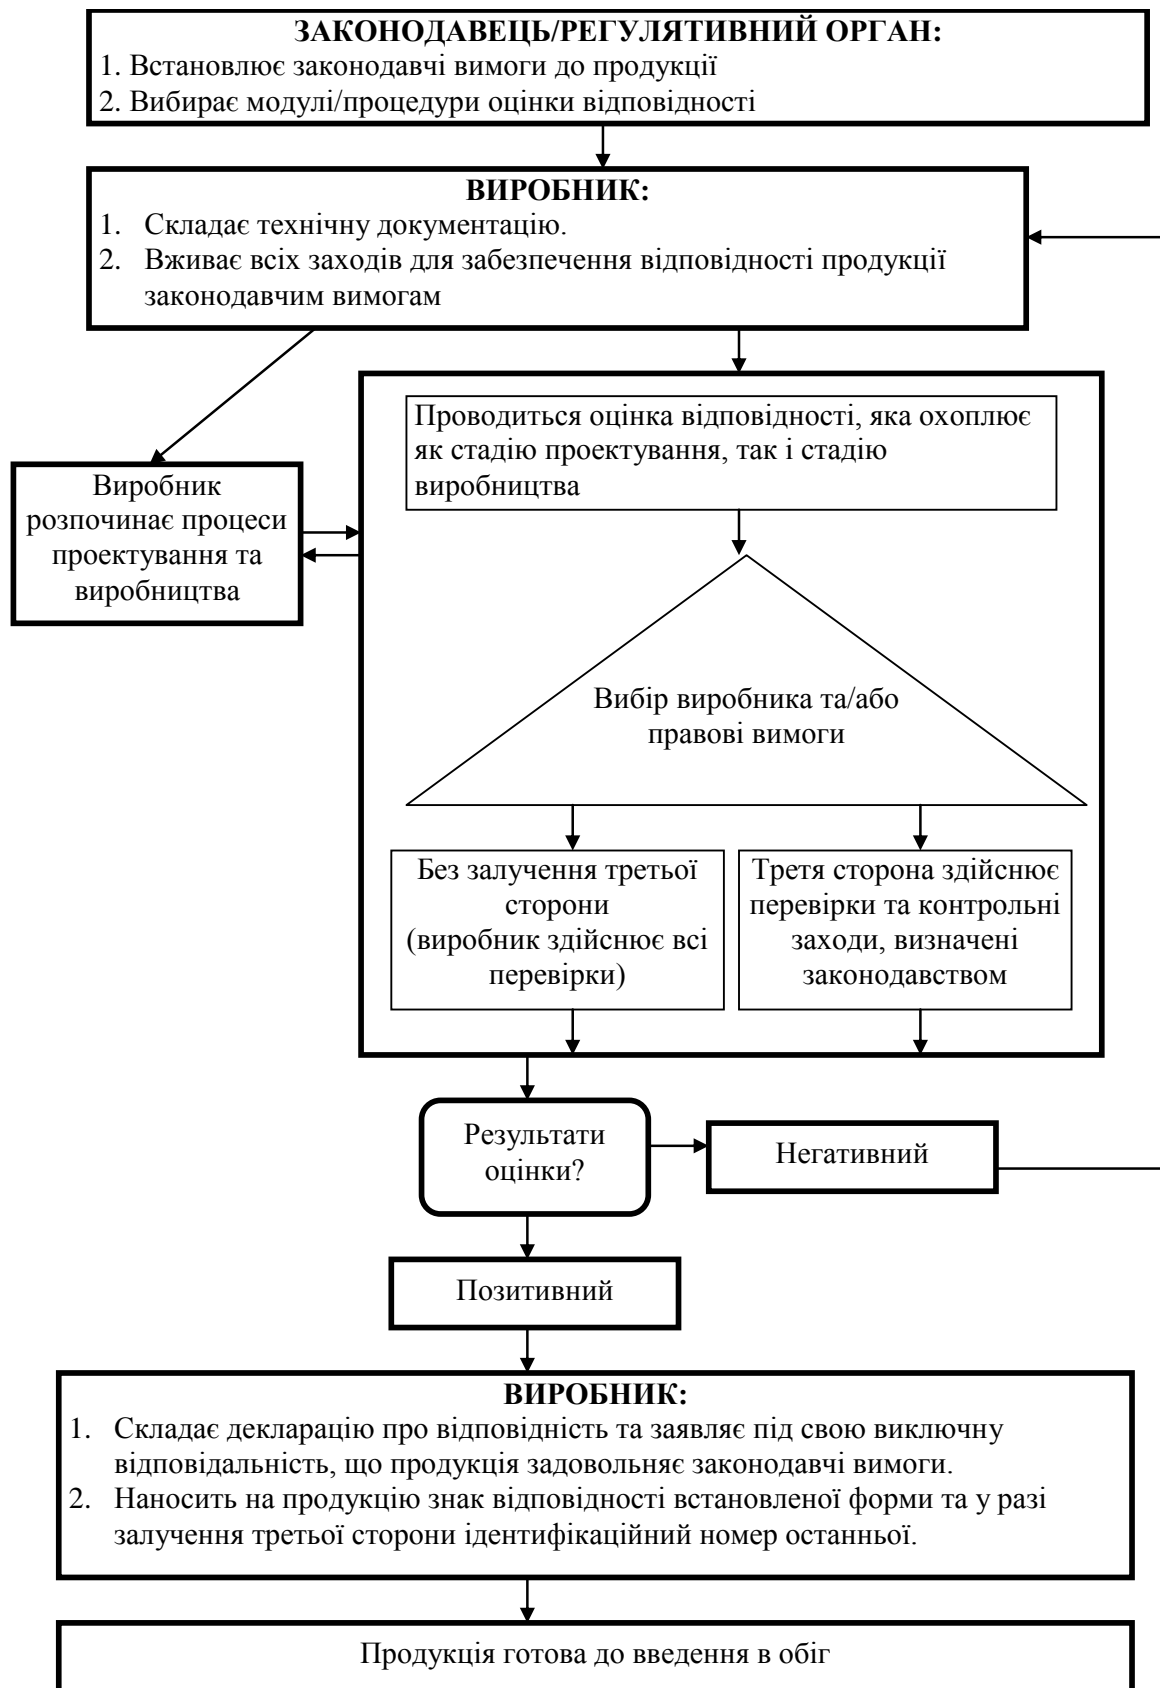 ЗАКОНОДАВЕЦЬ/РЕГУЛЯТИВНИЙ ОРГАН:
1. Встановлює законодавчі вимоги до продукції
2. Вибирає модулі/процедури оцінки відповідності
ВИРОБНИК:
1. Складає технічну документацію.
2. Вживає всіх заходів для забезпечення відповідності продукції
законодавчим вимогам
Проводиться оцінка відповідності, яка охоплює
як стадію проектування, так і стадію
виробництва
Виробник
розпочинає процеси
проектування та
виробництва
Вибір виробника та/або
правові вимоги
Без залучення третьої
сторони
(виробник здійснює всі
перевірки)
Третя сторона здійснює
перевірки та контрольні
заходи, визначені
законодавством
Результати
оцінки?
Негативний
Позитивний
ВИРОБНИК:
1. Складає декларацію про відповідність та заявляє під свою виключну
відповідальність, що продукція задовольняє законодавчі вимоги.
2. Наносить на продукцію знак відповідності встановленої форми та у разі
залучення третьої сторони ідентифікаційний номер останньої.
Продукція готова до введення в обіг